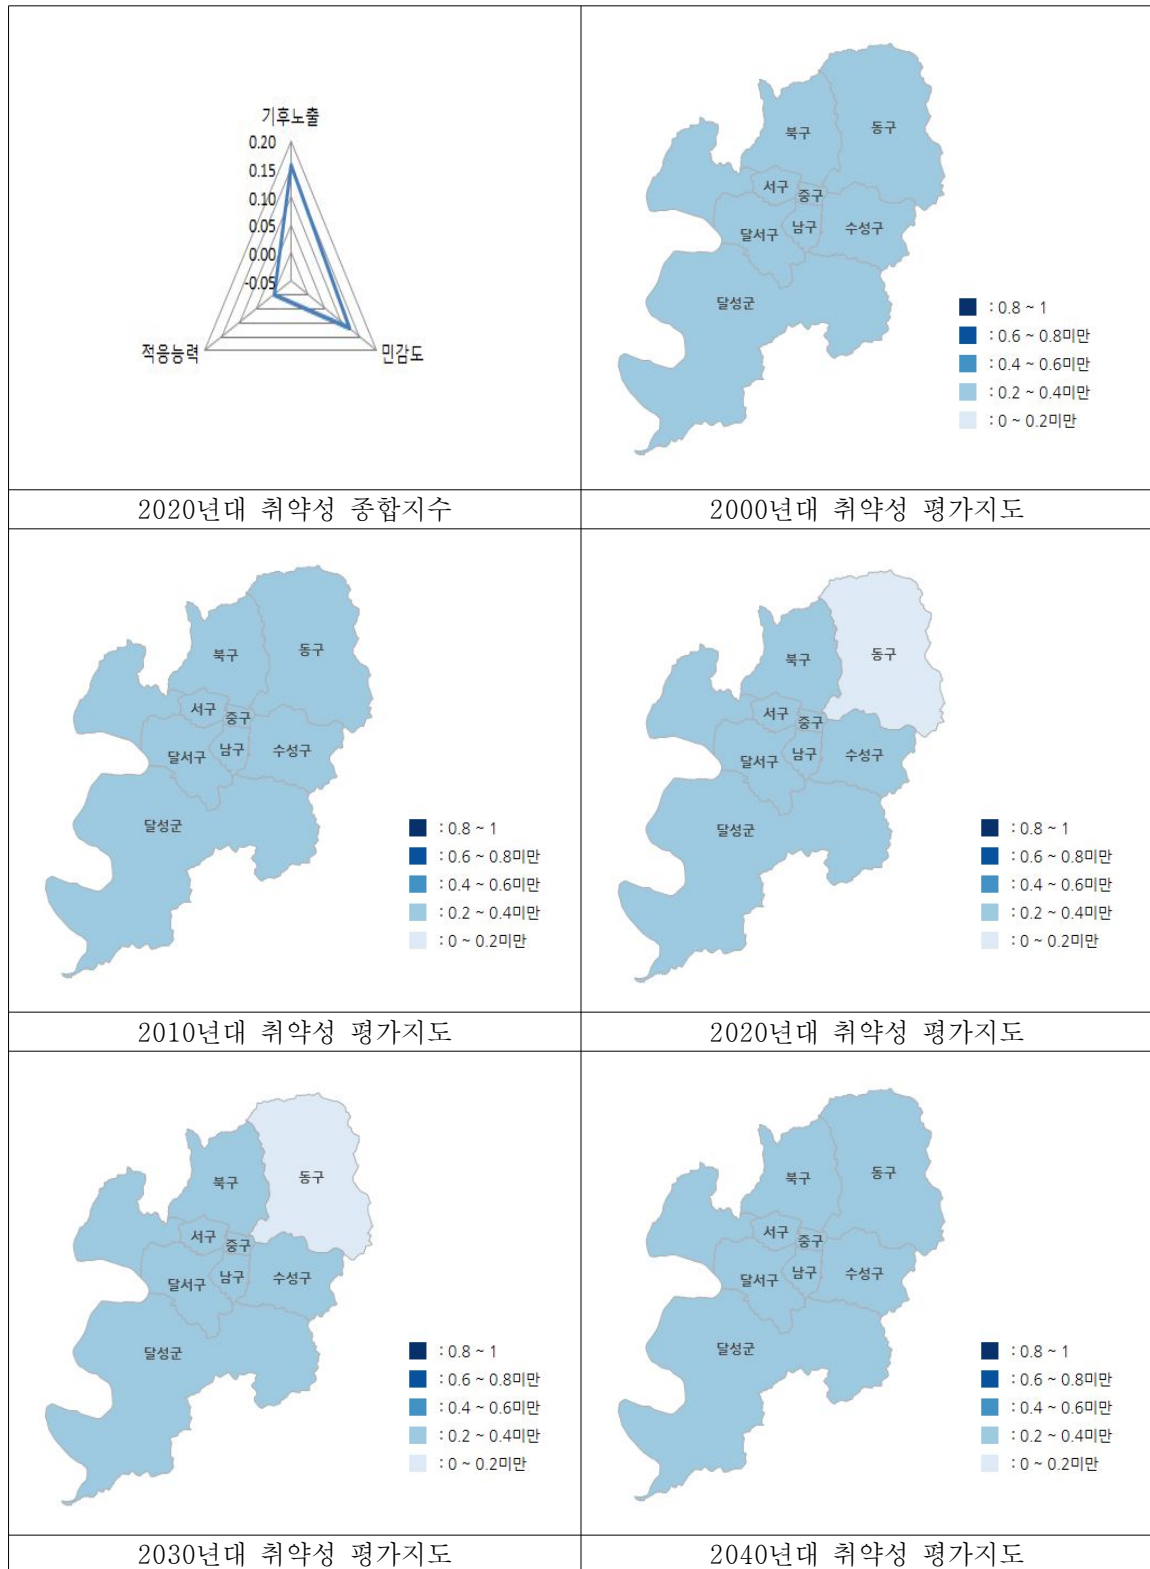 기후노출
0.20
0.15
0.10
0.05
0.00
-0.05
적응능력
민감도
2020년대 취약성 종합지수
북구
동구
서구
중구
달서구
남구
수성구
달성군
: 0.8 ~ 1
: 0.6 ~ 0.8미만
: 0.4 ~ 0.6미만
: 0.2 ~ 0.4미만
: 0 ~ 0.2미만
2000년대 취약성 평가지도
북구
동구
서구
중구
달서구
남구
수성구
달성군
: 0.8 ~ 1
: 0.6 ~ 0.8미만
: 0.4 ~ 0.6미만
: 0.2 ~ 0.4미만
: 0 ~ 0.2미만
2010년대 취약성 평가지도
북구
동구
서구
중구
달서구
남구
수성구
달성군
: 0.8 ~ 1
: 0.6 ~ 0.8미만
: 0.4 ~ 0.6미만
: 0.2 ~ 0.4미만
: 0 ~ 0.2미만
2020년대 취약성 평가지도
북구
동구
서구
중구
달서구
남구
수성구
달성군
: 0.8 ~ 1
: 0.6 ~ 0.8미만
: 0.4 ~ 0.6미만
: 0.2 ~ 0.4미만
: 0 ~ 0.2미만
2030년대 취약성 평가지도
북구
동구
서구
중구
달서구
남구
수성구
달성군
: 0.8 ~ 1
: 0.6 ~ 0.8미만
: 0.4 ~ 0.6미만
: 0.2 ~ 0.4미만
: 0 ~ 0.2미만
2040년대 취약성 평가지도